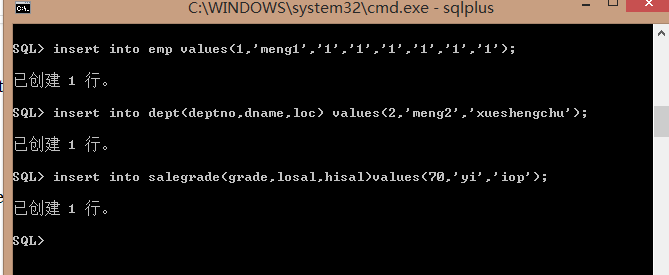 C:\WINDOWS\system32\cmd.exe - sqlplus
SQL> insert into emp values(1,'meng1','1','1','1','1','1','1');
已创建 1 行。
SQL> insert into dept(deptno,dname,loc) values(2,'meng2','xueshengchu');
已创建 1 行。
SQL> insert into salegrade(grade,losal,hisal)values(70,'yi','iop');
已创建 1 行。
SQL>